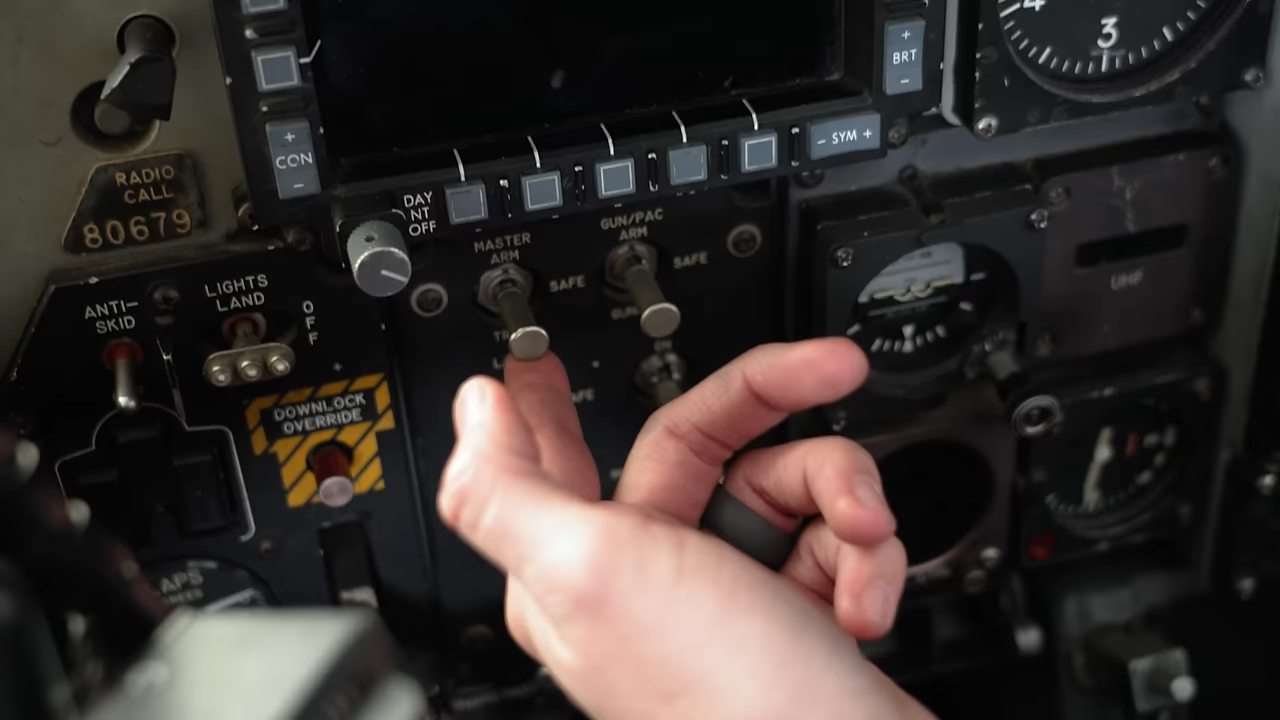 4
3
+
BRT
-
- SYM +
+
CON
-
RADIO
CALL
80679
DAY
NT
OFF
MASTER
ARM
SAFE
GUN/PAC
ARM
SAFE
LIGHTS
LAND
OFF
ANTI-
SKID
DOWNLOCK
OVERRIDE
UHF